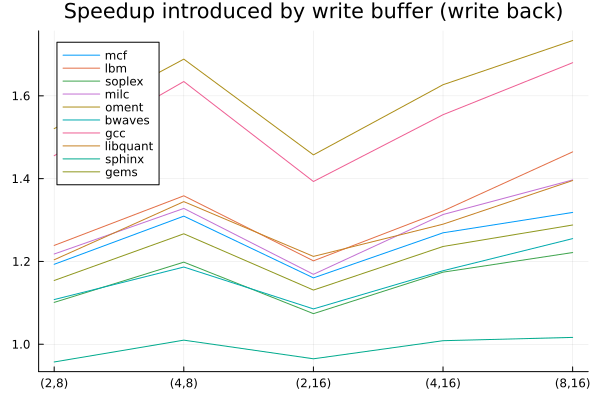 Speedup introduced by write buffer (write back)
mcf
lbm
soplex
milc
oment
bwaves
gcc
libquant
sphinx
gems
1.6
1.4
1.2
1.0
(2,8) (4,8) (2,16) (4,16) (8,16)